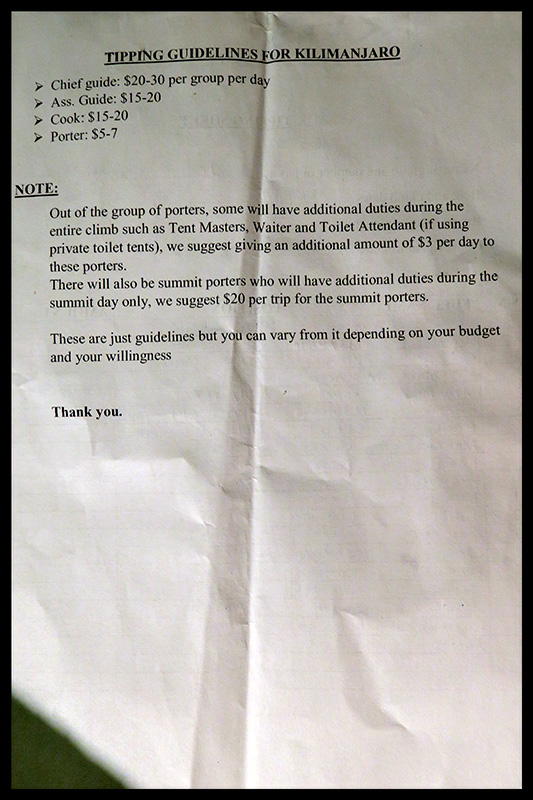 TIPPING GUIDELINES FOR KILIMANJARO
➢ Chief guide: $20-30 per group per day
➢ Ass. Guide: $15-20
➢ Cook: $15-20
➢ Porter: $5-7
NOTE:
Out of the group of porters, some will have additional duties during the
entire climb such as Tent Masters, Waiter and Toilet Attendant (if using
private toilet tents), we suggest giving an additional amount of $3 per day to
these porters.
There will also be summit porters who will have additional duties during the
summit day only, we suggest $20 per trip for the summit porters.
These are just guidelines but you can vary from it depending on your budget
and your willingness
Thank you.